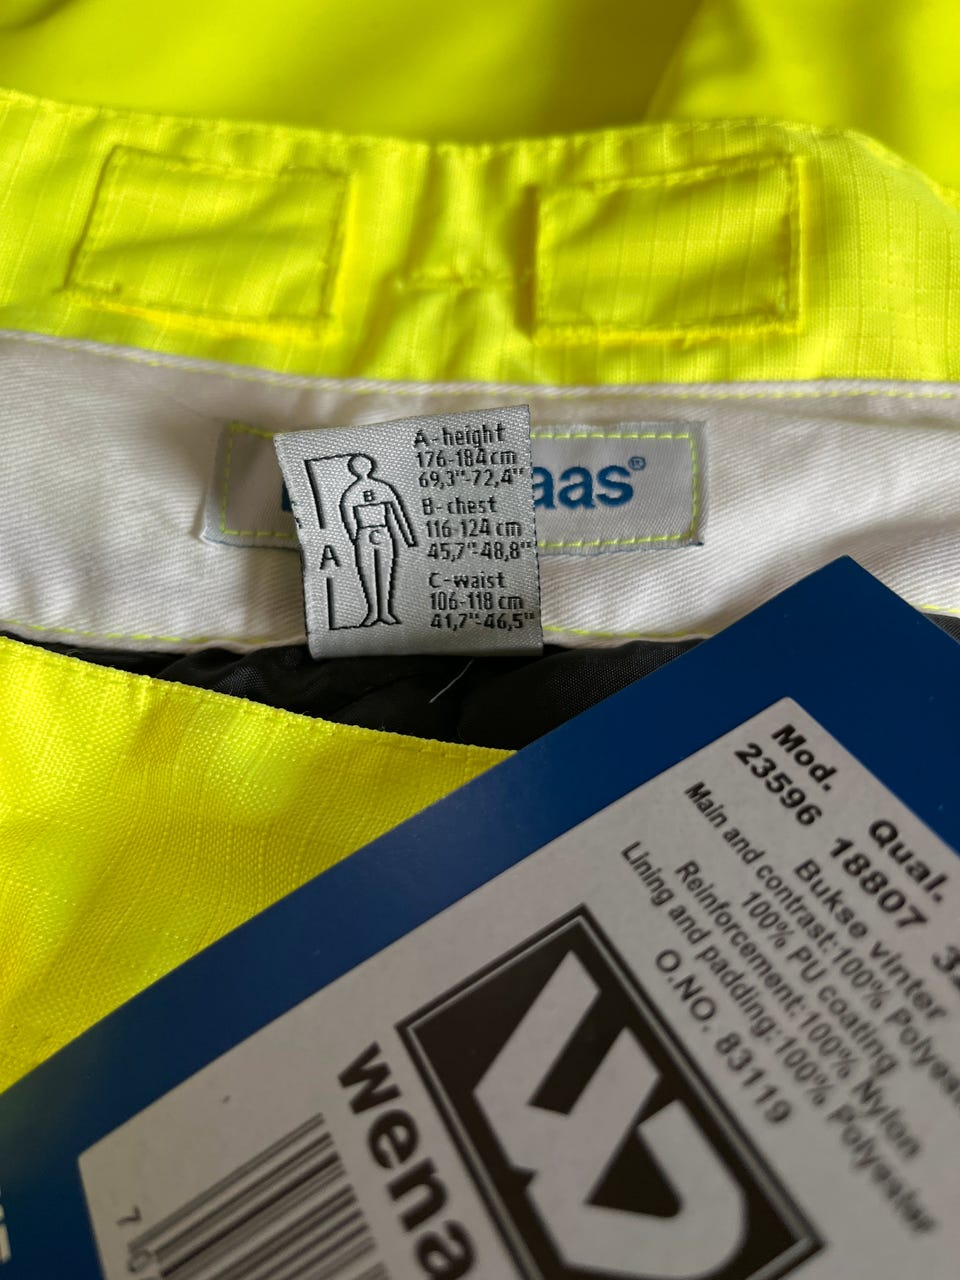 A-height
176-184 cm
69,3"-72,4"
B-chest
116-124 cm
45,7"-48,8"
C-waist
106-118 cm
41,7"-46,5"
B
C
A
aas®
Mod. Qual.
23596 18807
Bukse vinter
Main and contrast:100% Polyes
100% PU coating
Reinforcement:100% Nylon
Lining and padding:100% Polyester
O.NO. 83119
wena
7